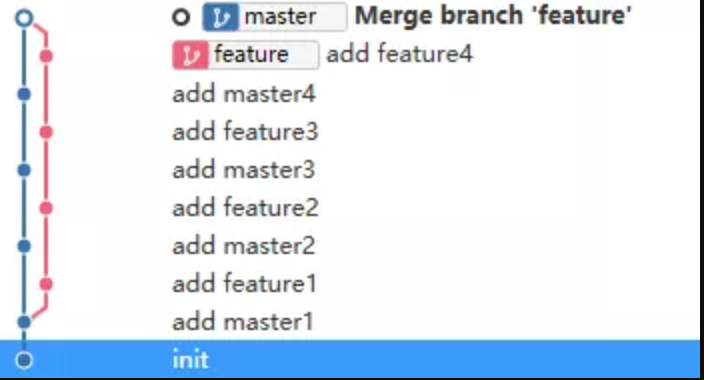 master Merge branch 'feature'
feature add feature4
add master4
add feature3
add master3
add feature2
add master2
add feature1
add master1
init